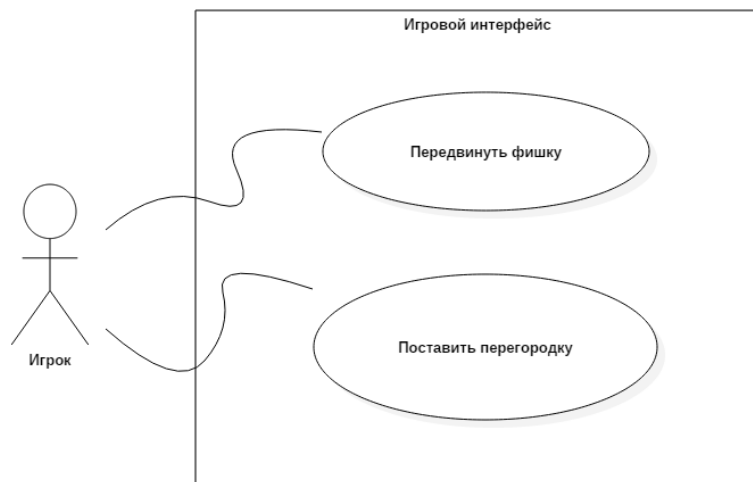 Игровой интерфейс
Передвинуть фишку
Поставить перегородку
Игрок